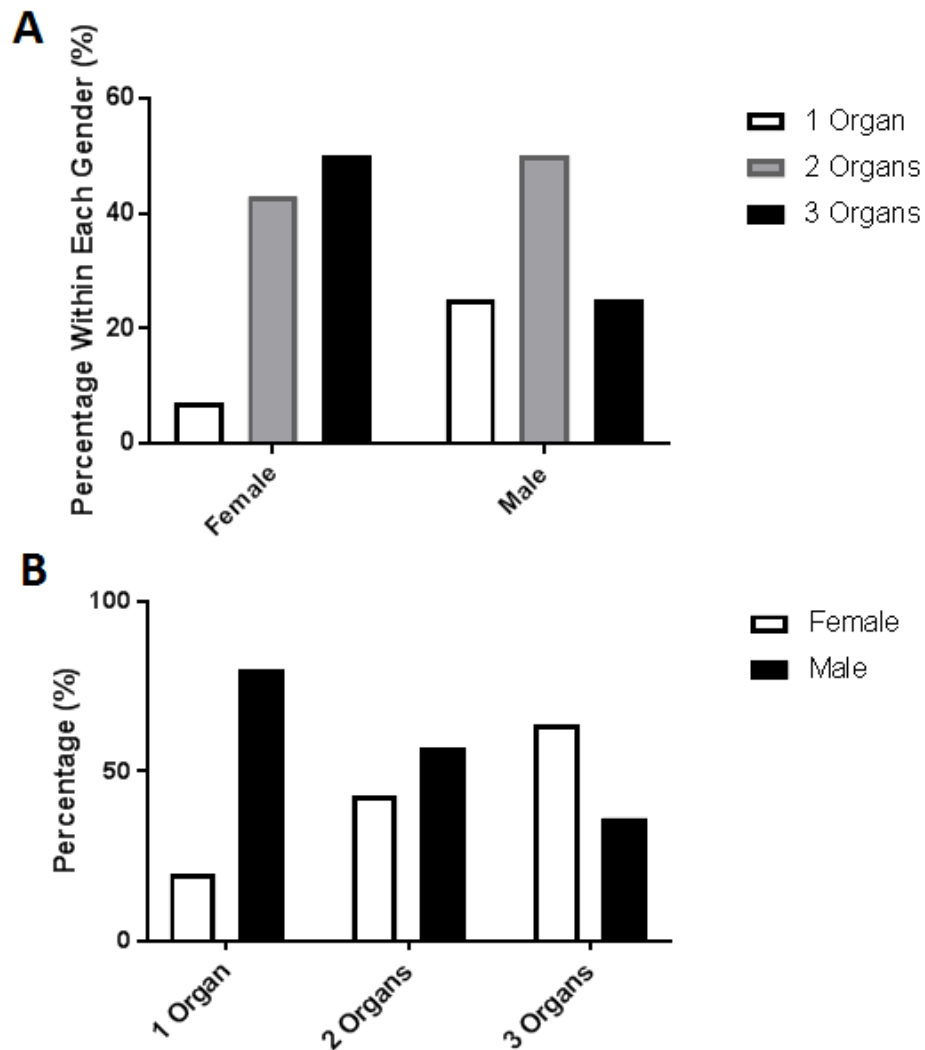 A
Percentage Within Each Gender (%)
60
40
20
0
Female
Male
1 Organ
2 Organs
3 Organs
B
Percentage (%)
100
50
0
1 Organ
2 Organs
3 Organs
Female
Male